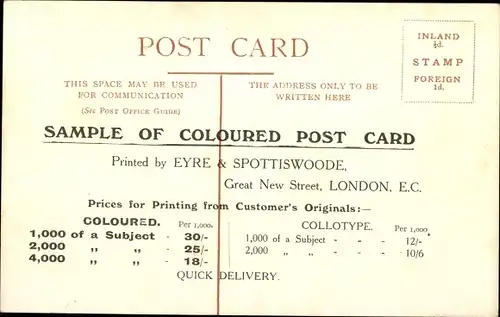 POST CARD
INLAND
½d.
STAMP
FOREIGN
1d.
THIS SPACE MAY BE USED
FOR COMMUNICATION
(See POST OFFICE GUIDE)
THE ADDRESS ONLY TO BE
WRITTEN HERE
SAMPLE OF COLOURED POST CARD
Printed by EYRE & SPOTTISWOODE,
Great New Street, LONDON, E.C.
Prices for Printing from Customer's Originals:—
COLOURED. Per 1,000.
1,000 of a Subject - 30/-
2,000 „ „ - 25/-
4,000 „ „ - 18/-
COLLOTYPE. Per 1,000.
1,000 of a Subject - - - 12/-
2,000 „ „ - - - 10/6
QUICK DELIVERY.